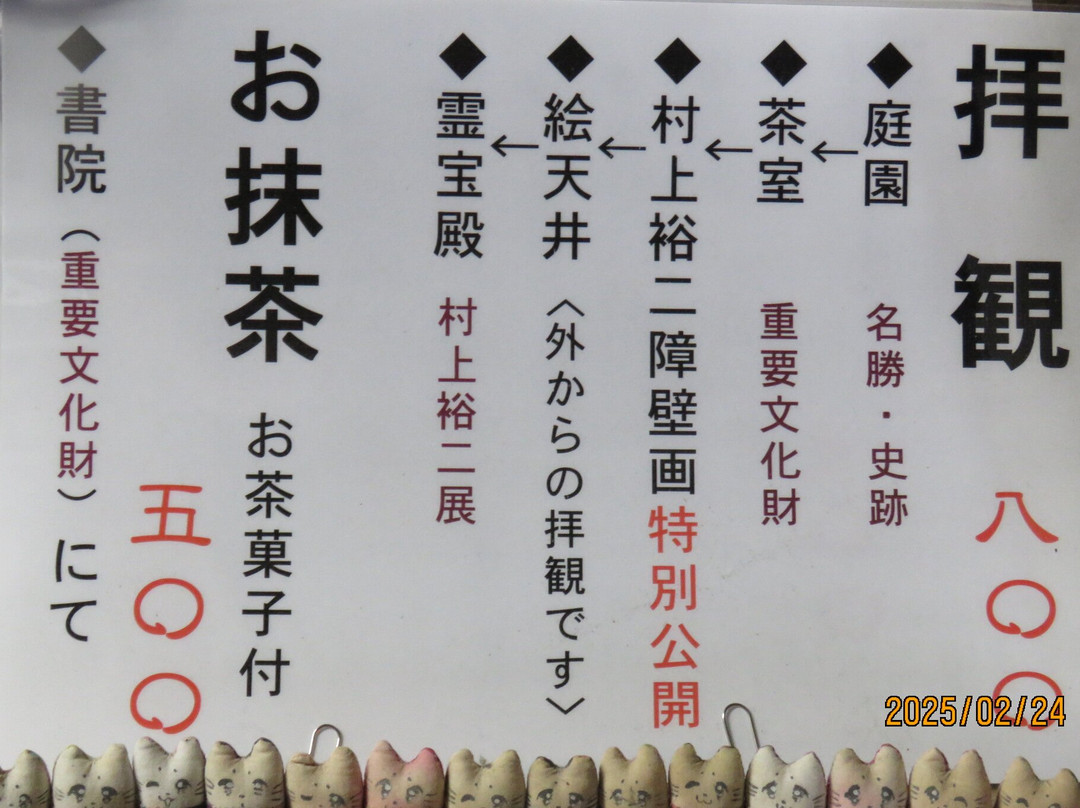 拝観 八〇〇
◆庭園 名勝・史跡
←
◆茶室 重要文化財
←
◆村上裕二障壁画特別公開
←
◆絵天井〈外からの拝観です〉
←
◆霊宝殿 村上裕二展
お抹茶 お茶菓子付
五〇〇
◆書院（重要文化財）にて
2025/02/24